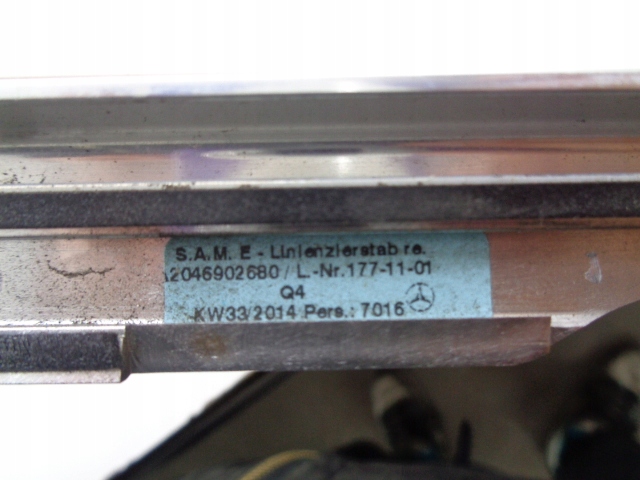 S.A.M. E - Linienzierstab re.
A2046902680 / L.-Nr.177-11-01
Q4
KW33/2014 Pers.: 7016